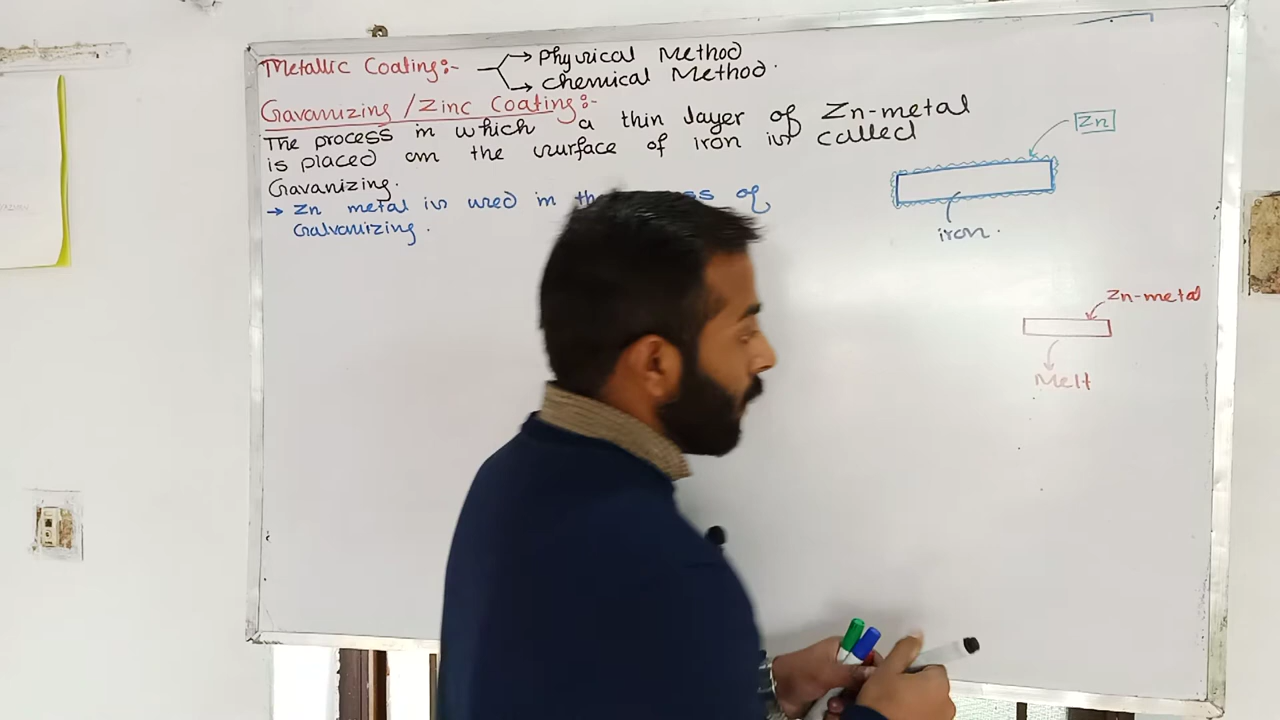 Metallic Coating:- → Physical Method
→ Chemical Method.
Gavanizing / Zinc Coating:-
The process in which a thin layer of Zn-metal
is placed on the surface of iron is called
Gavanizing.
→ Zn metal is used in of
Galvanizing.
Zn
iron.
Zn-metal
Melt